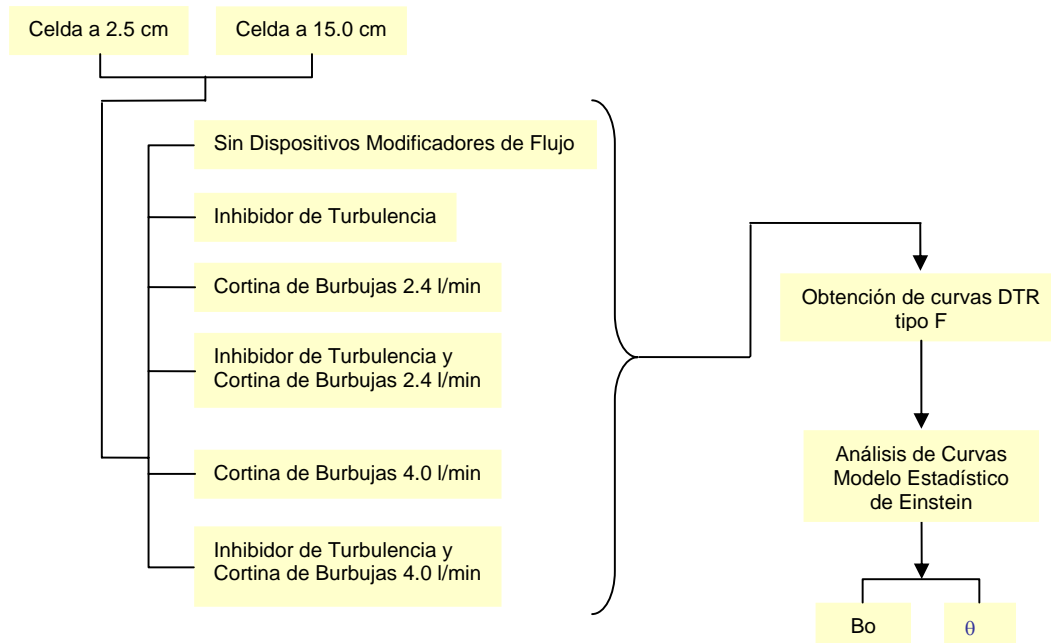 Celda a 2.5 cm
Celda a 15.0 cm
Sin Dispositivos Modificadores de Flujo
Inhibidor de Turbulencia
Cortina de Burbujas 2.4 l/min
Inhibidor de Turbulencia y
Cortina de Burbujas 2.4 l/min
Cortina de Burbujas 4.0 l/min
Inhibidor de Turbulencia y
Cortina de Burbujas 4.0 l/min
Obtención de curvas DTR
tipo F
Análisis de Curvas
Modelo Estadístico
de Einstein
Bo
θ